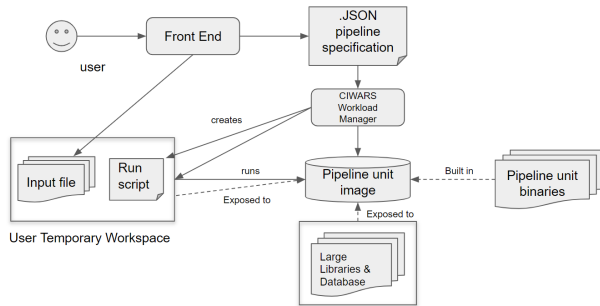 user
Front End
.JSON
pipeline
specification
CIWARS
Workload
Manager
creates
Input file
Run
script
runs
Exposed to
Pipeline unit
image
Built in
Pipeline unit
binaries
User Temporary Workspace
Exposed to
Large
Libraries &
Database